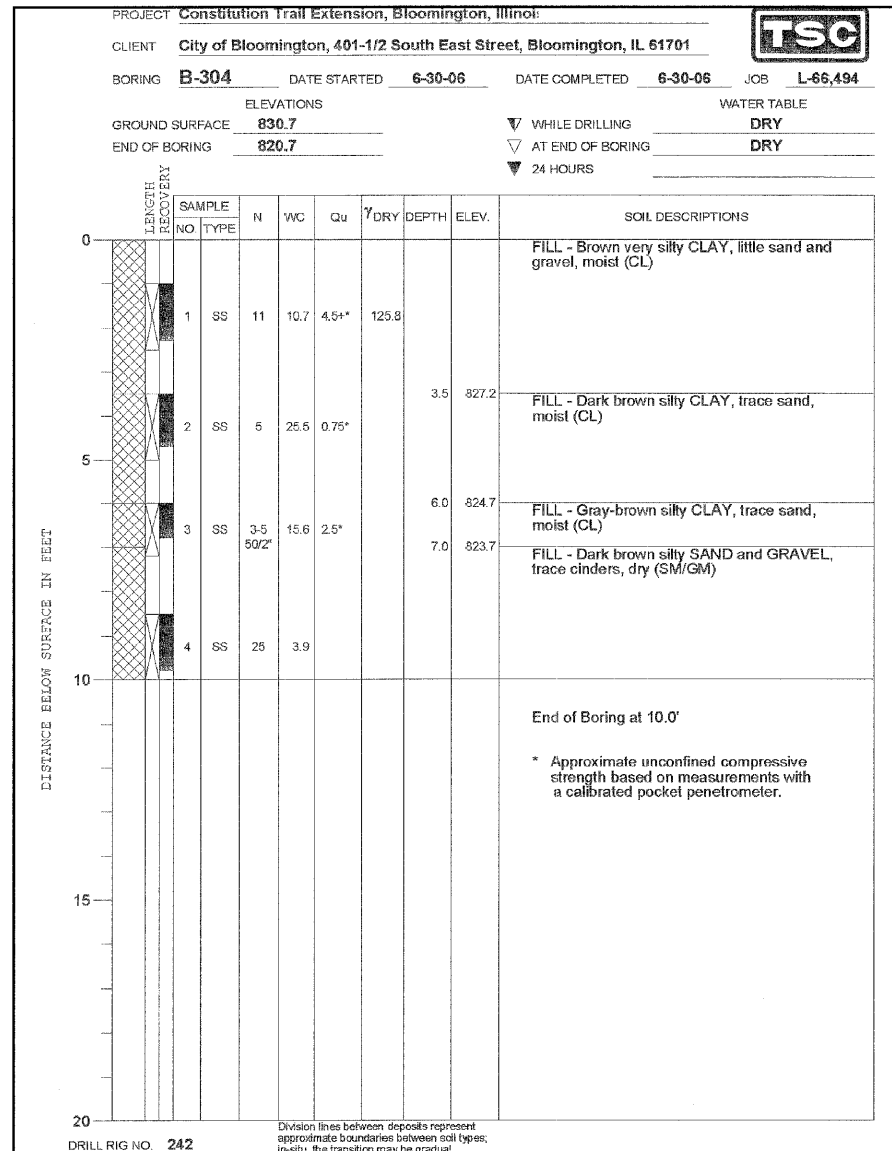 PROJECT Constitution Trail Extension, Bloomington, Illinoi
TSC
CLIENT City of Bloomington, 401-1/2 South East Street, Bloomington, IL 61701
BORING B-304 DATE STARTED 6-30-06 DATE COMPLETED 6-30-06 JOB L-66,494
ELEVATIONS WATER TABLE
GROUND SURFACE 830.7 WHILE DRILLING DRY
END OF BORING 820.7 AT END OF BORING DRY
24 HOURS
LENGTH
RECOVERY
SAMPLE
NO. TYPE N WC Qu γDRY DEPTH ELEV. SOIL DESCRIPTIONS
0
FILL - Brown very silty CLAY, little sand and
gravel, moist (CL)
1 SS 11 10.7 4.5+* 125.8
3.5 827.2
FILL - Dark brown silty CLAY, trace sand,
moist (CL)
2 SS 5 25.5 0.75*
5
6.0 824.7
FILL - Gray-brown silty CLAY, trace sand,
moist (CL)
3 SS 3-5 15.6 2.5*
50/2"
7.0 823.7
FILL - Dark brown silty SAND and GRAVEL,
trace cinders, dry (SM/GM)
4 SS 25 3.9
10
End of Boring at 10.0'
* Approximate unconfined compressive
strength based on measurements with
a calibrated pocket penetrometer.
DISTANCE BELOW SURFACE IN FEET
15
20
DRILL RIG NO. 242
Division lines between deposits represent
approximate boundaries between soil types;
in-situ, the transition may be gradual